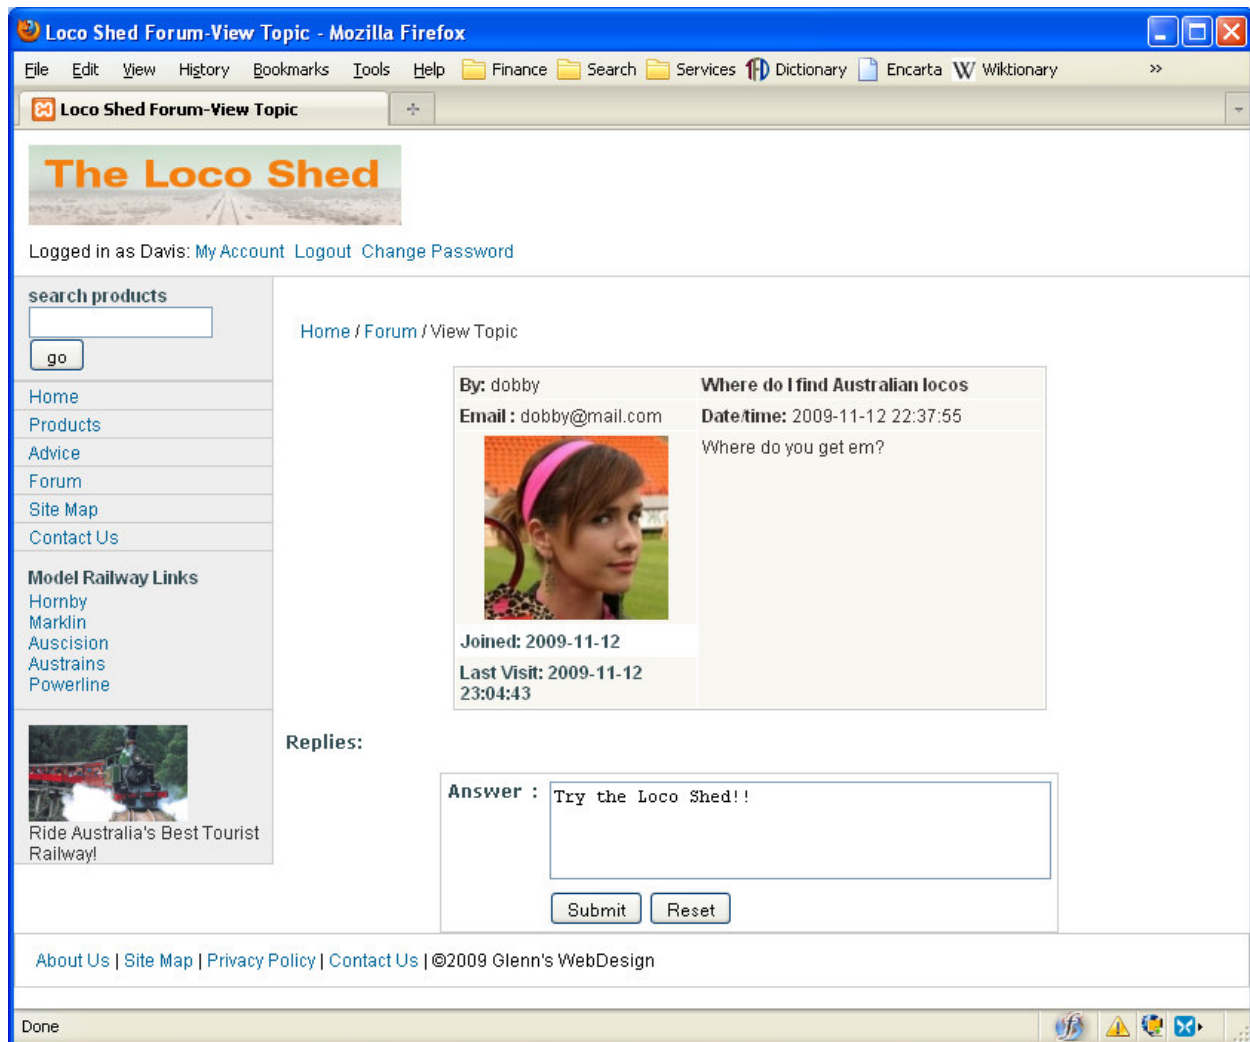 Loco Shed Forum-View Topic - Mozilla Firefox
File Edit View History Bookmarks Tools Help Finance Search Services Dictionary Encarta W Wiktionary »
Loco Shed Forum-View Topic
The Loco Shed
Logged in as Davis: My Account Logout Change Password
search products
go
Home
Products
Advice
Forum
Site Map
Contact Us
Model Railway Links
Hornby
Marklin
Auscision
Austrains
Powerline
Ride Australia's Best Tourist
Railway!
Home / Forum / View Topic
By: dobby
Where do I find Australian locos
Email : dobby@mail.com
Date/time: 2009-11-12 22:37:55
Where do you get em?
Joined: 2009-11-12
Last Visit: 2009-11-12
23:04:43
Replies:
Answer :
Try the Loco Shed!!
Submit Reset
About Us | Site Map | Privacy Policy | Contact Us | ©2009 Glenn's WebDesign
Done